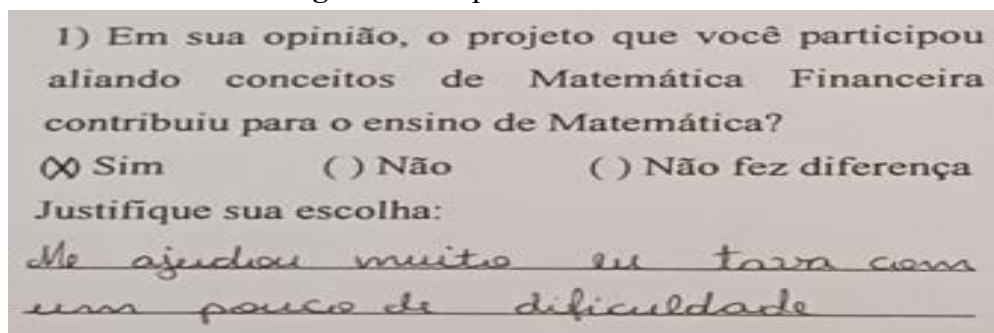 1) Em sua opinião, o projeto que você participou
aliando conceitos de Matemática Financeira
contribuiu para o ensino de Matemática?
(X) Sim ( ) Não ( ) Não fez diferença
Justifique sua escolha:
Me ajudou muito eu tava com
um pouco de dificuldade